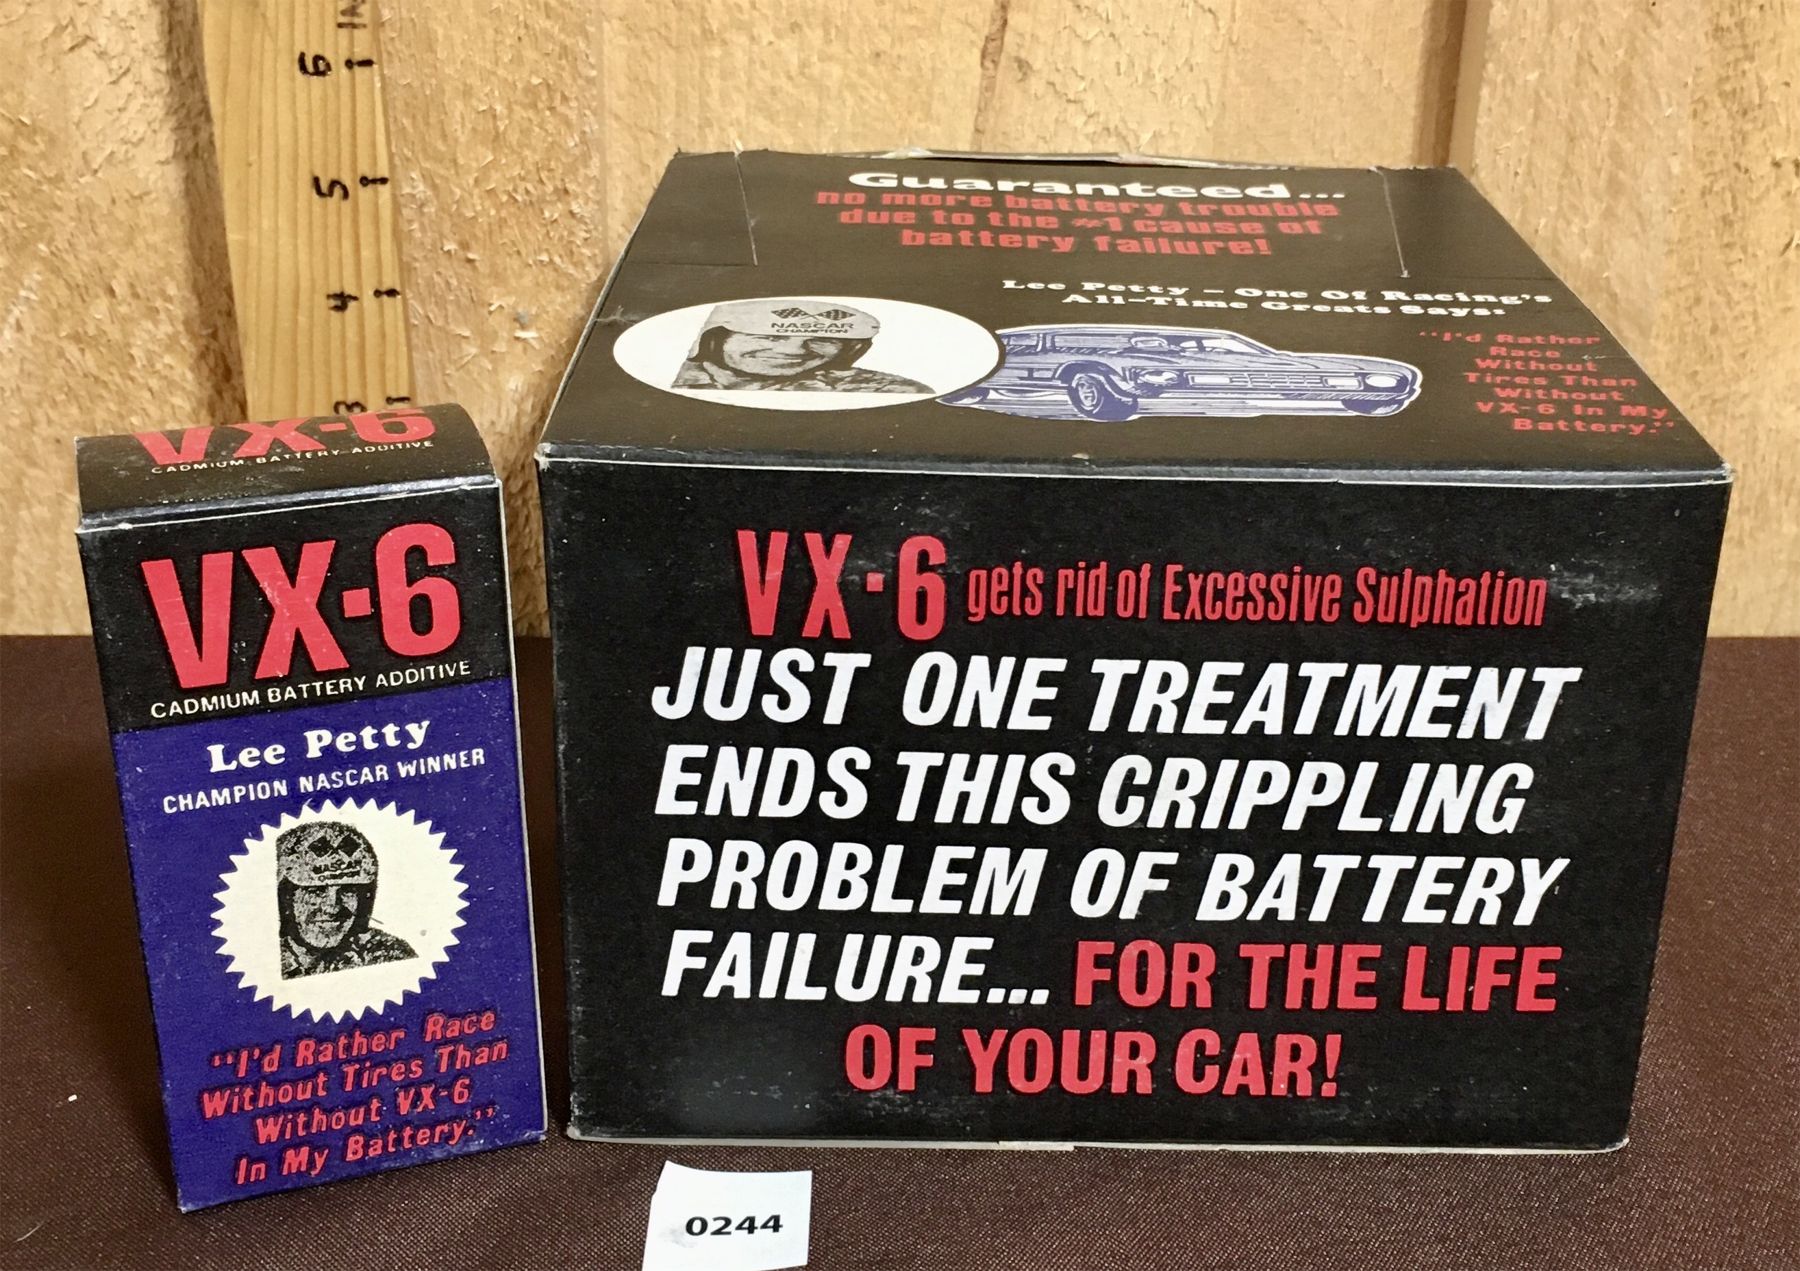 IN
6
5
4
3
VX-6
CADMIUM BATTERY ADDITIVE
VX-6
CADMIUM BATTERY ADDITIVE
Lee Petty
CHAMPION NASCAR WINNER
NASCAR
CHAMPION
"I'd Rather Race
Without Tires Than
Without VX-6
In My Battery."
Guaranteed...
no more battery trouble
due to the #1 cause of
battery failure!
Lee Petty - One Of Racing's
All-Time Greats Says:
NASCAR
CHAMPION
"I'd Rather
Race
Without
Tires Than
Without
VX-6 In My
Battery."
VX-6 gets rid of Excessive Sulphation
JUST ONE TREATMENT
ENDS THIS CRIPPLING
PROBLEM OF BATTERY
FAILURE... FOR THE LIFE
OF YOUR CAR!
0244